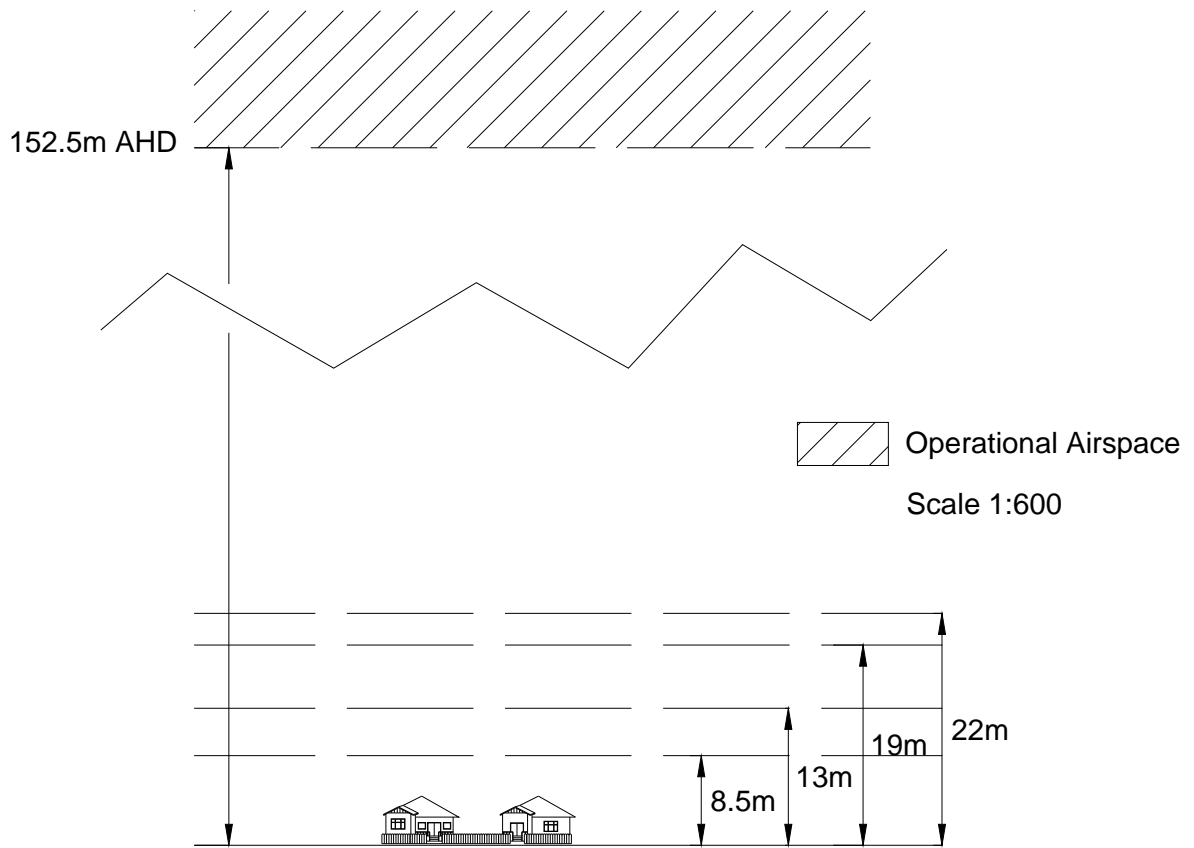 152.5m AHD
Operational Airspace
Scale 1:600
22m
19m
13m
8.5m